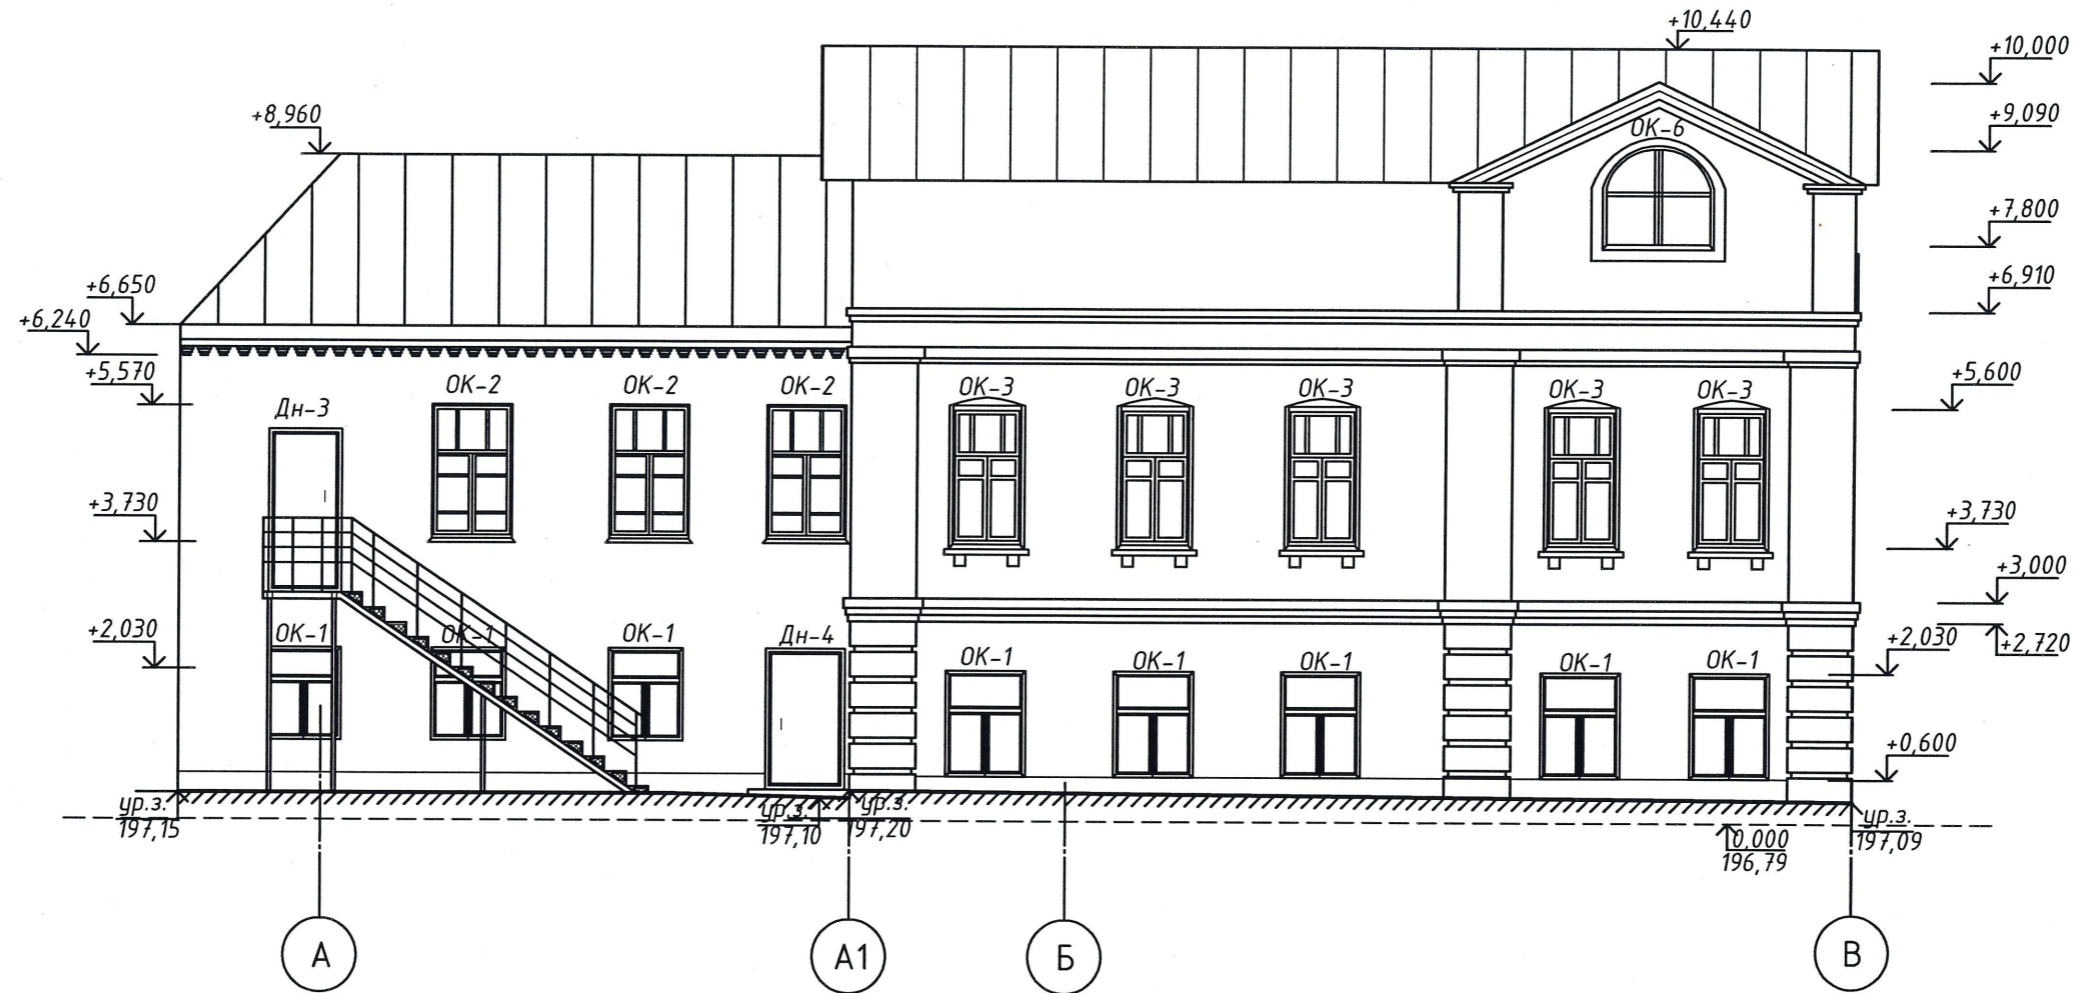 +10,440
+10,000
+8,960
+9,090
ОК-6
+7,800
+6,650
+6,910
+6,240
+5,570
ОК-2
ОК-2
ОК-2
ОК-3
ОК-3
ОК-3
ОК-3
ОК-3
+5,600
Дн-3
+3,730
+3,730
+3,000
+2,030
ОК-1
ОК-1
ОК-1
Дн-4
ОК-1
ОК-1
ОК-1
ОК-1
ОК-1
+2,030
+2,720
+0,600
ур.з.
197,15
ур.з.
197,10
ур.з.
197,20
0,000
196,79
ур.з.
197,09
А
А1
Б
В